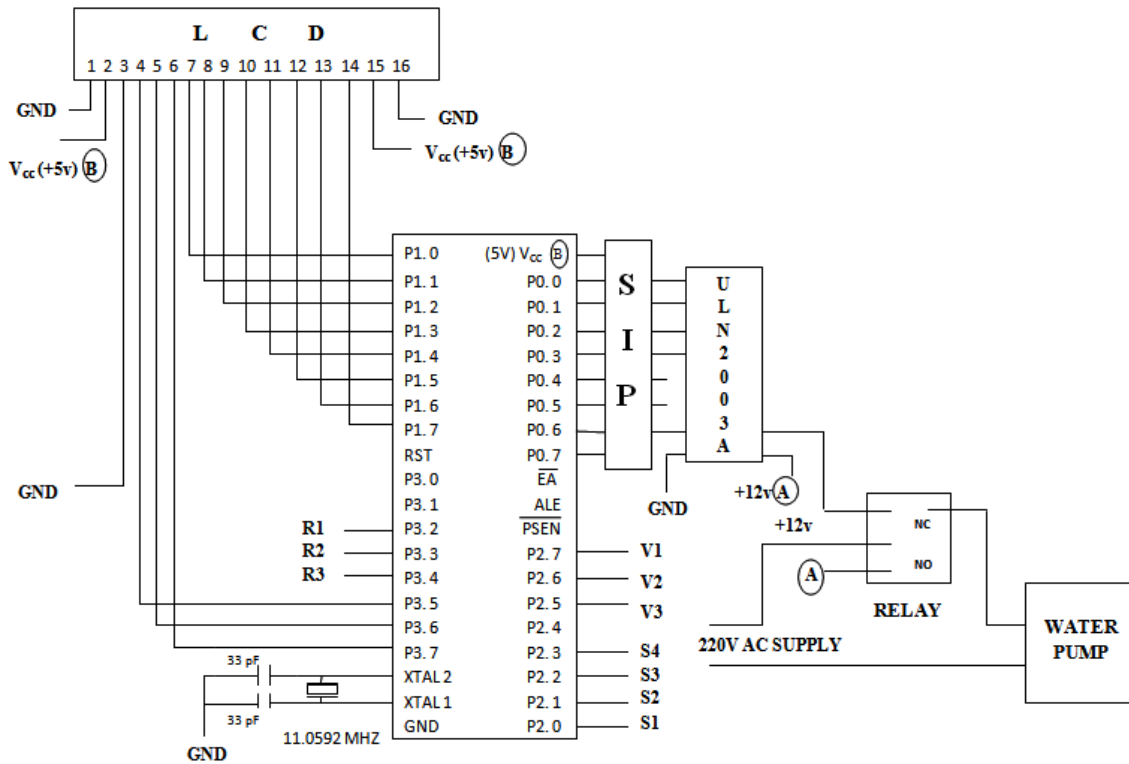 L C D
1 2 3 4 5 6 7 8 9 10 11 12 13 14 15 16
GND
Vcc (+5v) B
GND
Vcc (+5v) B
P1. 0 (5V) Vcc B
P1. 1 P0. 0
P1. 2 P0. 1
P1. 3 P0. 2
P1. 4 P0. 3
P1. 5 P0. 4
P1. 6 P0. 5
P1. 7 P0. 6
RST P0. 7
P3. 0 EA
P3. 1 ALE
P3. 2 PSEN
P3. 3 P2. 7
P3. 4 P2. 6
P3. 5 P2. 5
P3. 6 P2. 4
P3. 7 P2. 3
XTAL 2 P2. 2
XTAL 1 P2. 1
GND P2. 0
S
I
P
U
L
N
2
0
0
3
A
GND
R1
R2
R3
33 pF
33 pF
GND
11.0592 MHZ
GND
+12v A
+12v
NC
NO
A
RELAY
V1
V2
V3
S4
S3
S2
S1
220V AC SUPPLY
WATER
PUMP